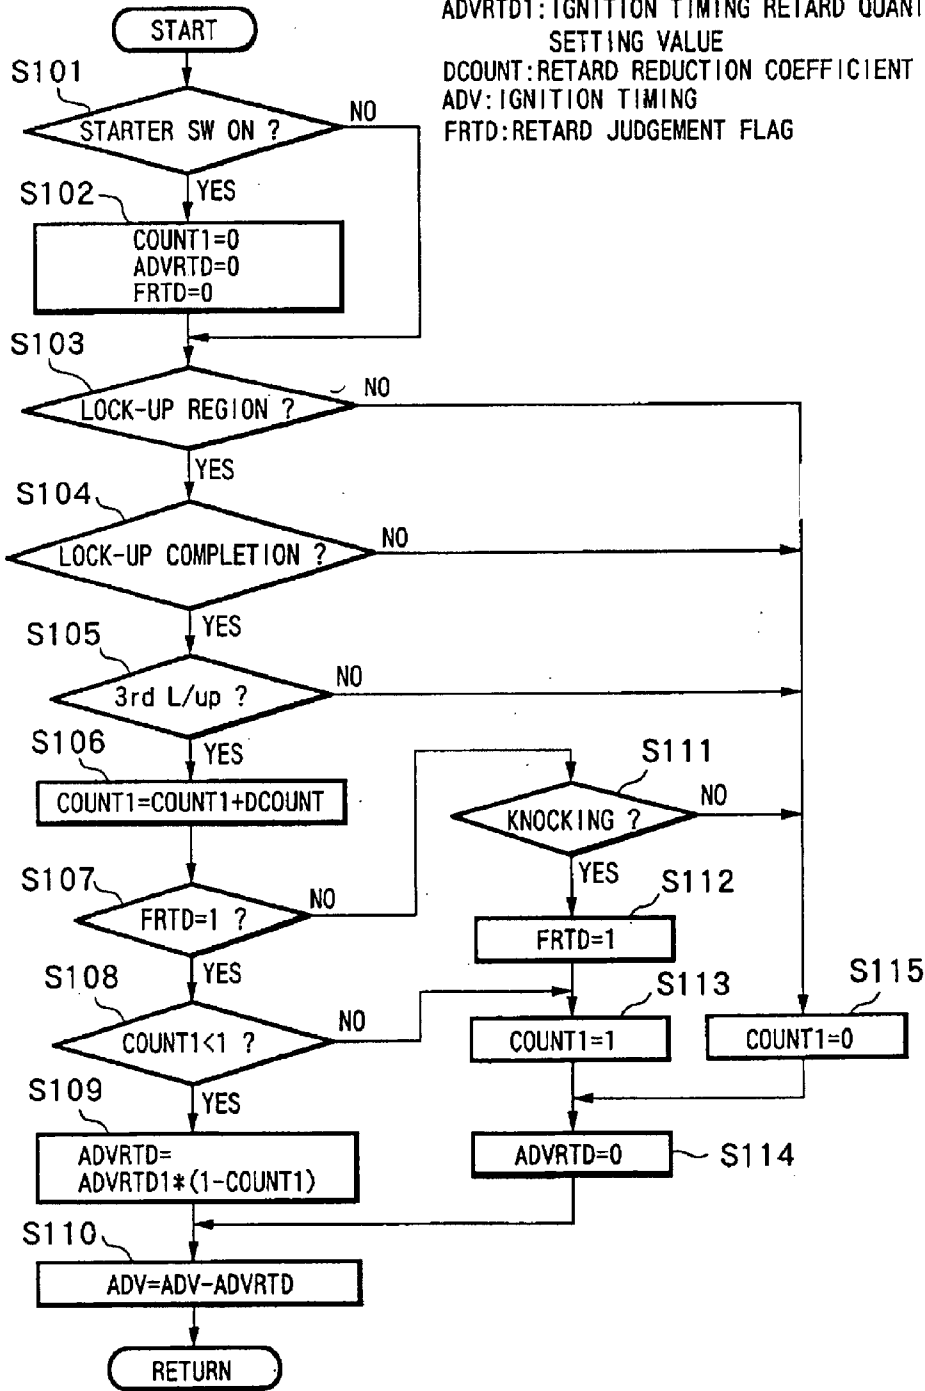 ADVRTD1:IGNITION TIMING RETARD
SETTING VALUE
DCOUNT:RETARD REDUCTION COEFFICIENT
ADV:IGNITION TIMING
FRTD:RETARD JUDGEMENT FLAG
START
S101
STARTER SW ON ?
NO
YES
S102
COUNT1=0
ADVRTD=0
FRTD=0
S103
LOCK-UP REGION ?
NO
YES
S104
LOCK-UP COMPLETION ?
NO
YES
S105
3rd L/up ?
NO
YES
S106
COUNT1=COUNT1+DCOUNT
S111
KNOCKING ?
NO
YES
S107
FRTD=1 ?
NO
YES
S112
FRTD=1
S108
COUNT1<1 ?
NO
YES
S113
COUNT1=1
S115
COUNT1=0
S109
ADVRTD=
ADVRTD1*(1-COUNT1)
ADVRTD=0
S114
S110
ADV=ADV-ADVRTD
RETURN